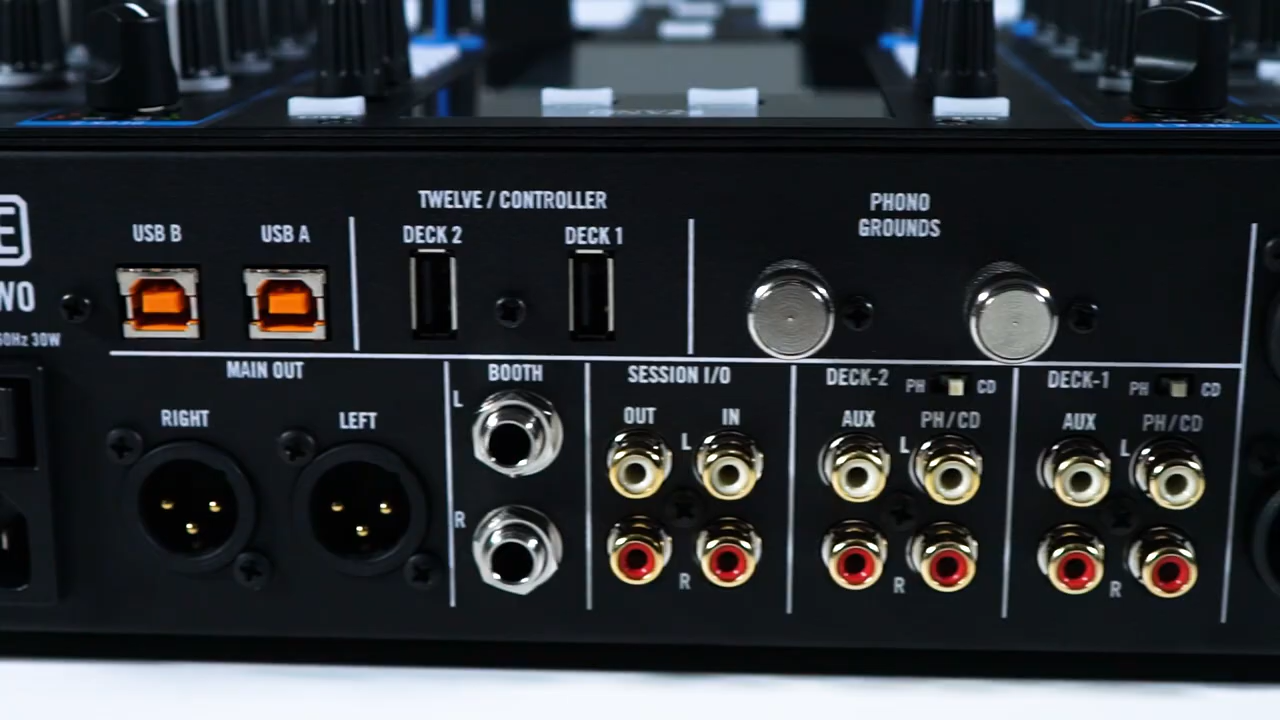 TWELVE / CONTROLLER
PHONO
GROUNDS
USB B
USB A
DECK 2
DECK 1
60Hz 30W
MAIN OUT
BOOTH
SESSION I/O
DECK-2
PH
CD
DECK-1
PH
CD
RIGHT
LEFT
L
OUT
L
IN
AUX
L
PH/CD
AUX
L
PH/CD
R
R
R
R